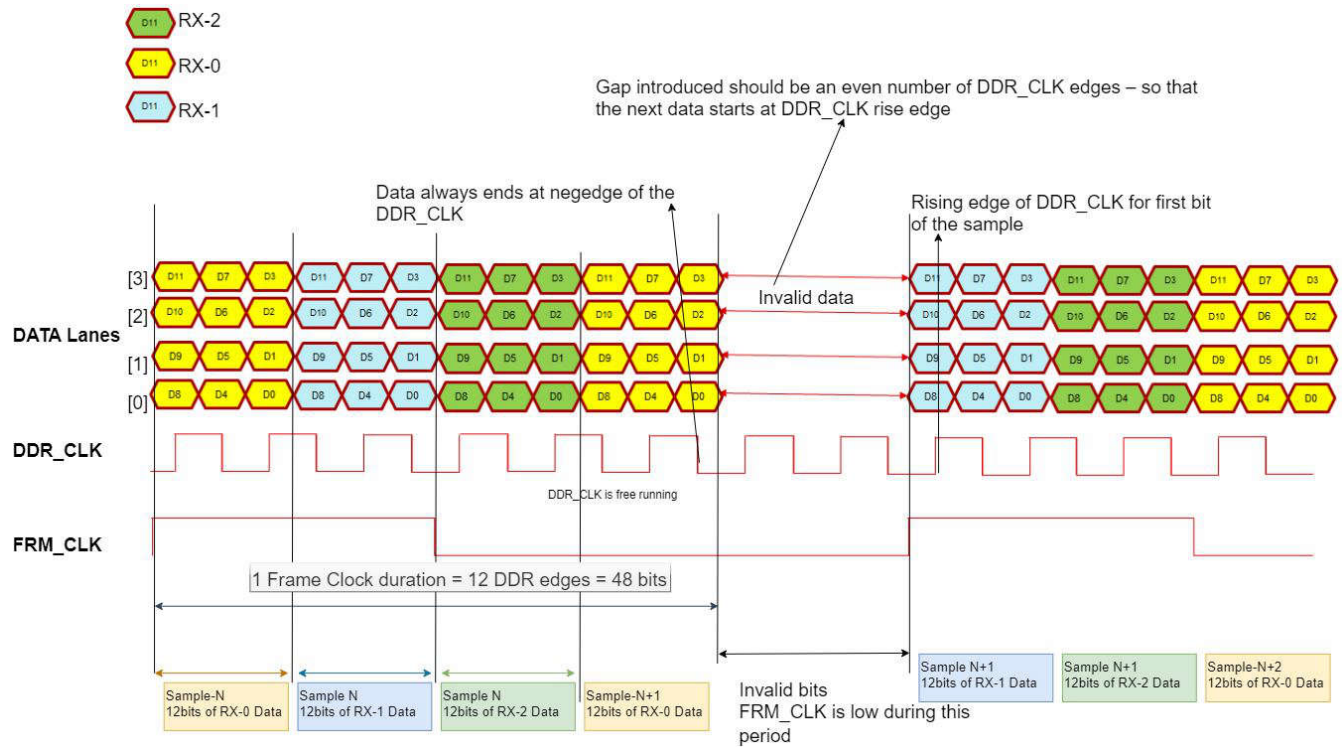 D11 RX-2
D11 RX-0
D11 RX-1
Gap introduced should be an even number of DDR_CLK edges – so that
the next data starts at DDR_CLK rise edge
Data always ends at negedge of the
DDR_CLK
Rising edge of DDR_CLK for first bit
of the sample
[3] D11 D7 D3 D11 D7 D3 D11 D7 D3 D11 D7 D3 D11 D7 D3 D11 D7 D3 D11 D7 D3
Invalid data
[2] D10 D6 D2 D10 D6 D2 D10 D6 D2 D10 D6 D2 D10 D6 D2 D10 D6 D2 D10 D6 D2
DATA Lanes
[1] D9 D5 D1 D9 D5 D1 D9 D5 D1 D9 D5 D1 D9 D5 D1 D9 D5 D1 D9 D5 D1
[0] D8 D4 D0 D8 D4 D0 D8 D4 D0 D8 D4 D0 D8 D4 D0 D8 D4 D0 D8 D4 D0
DDR_CLK
DDR_CLK is free running
FRM_CLK
1 Frame Clock duration = 12 DDR edges = 48 bits
Sample-N
12bits of RX-0 Data
Sample N
12bits of RX-1 Data
Sample N
12bits of RX-2 Data
Sample-N+1
12bits of RX-0 Data
Invalid bits
FRM_CLK is low during this
period
Sample N+1
12bits of RX-1 Data
Sample N+1
12bits of RX-2 Data
Sample-N+2
12bits of RX-0 Data